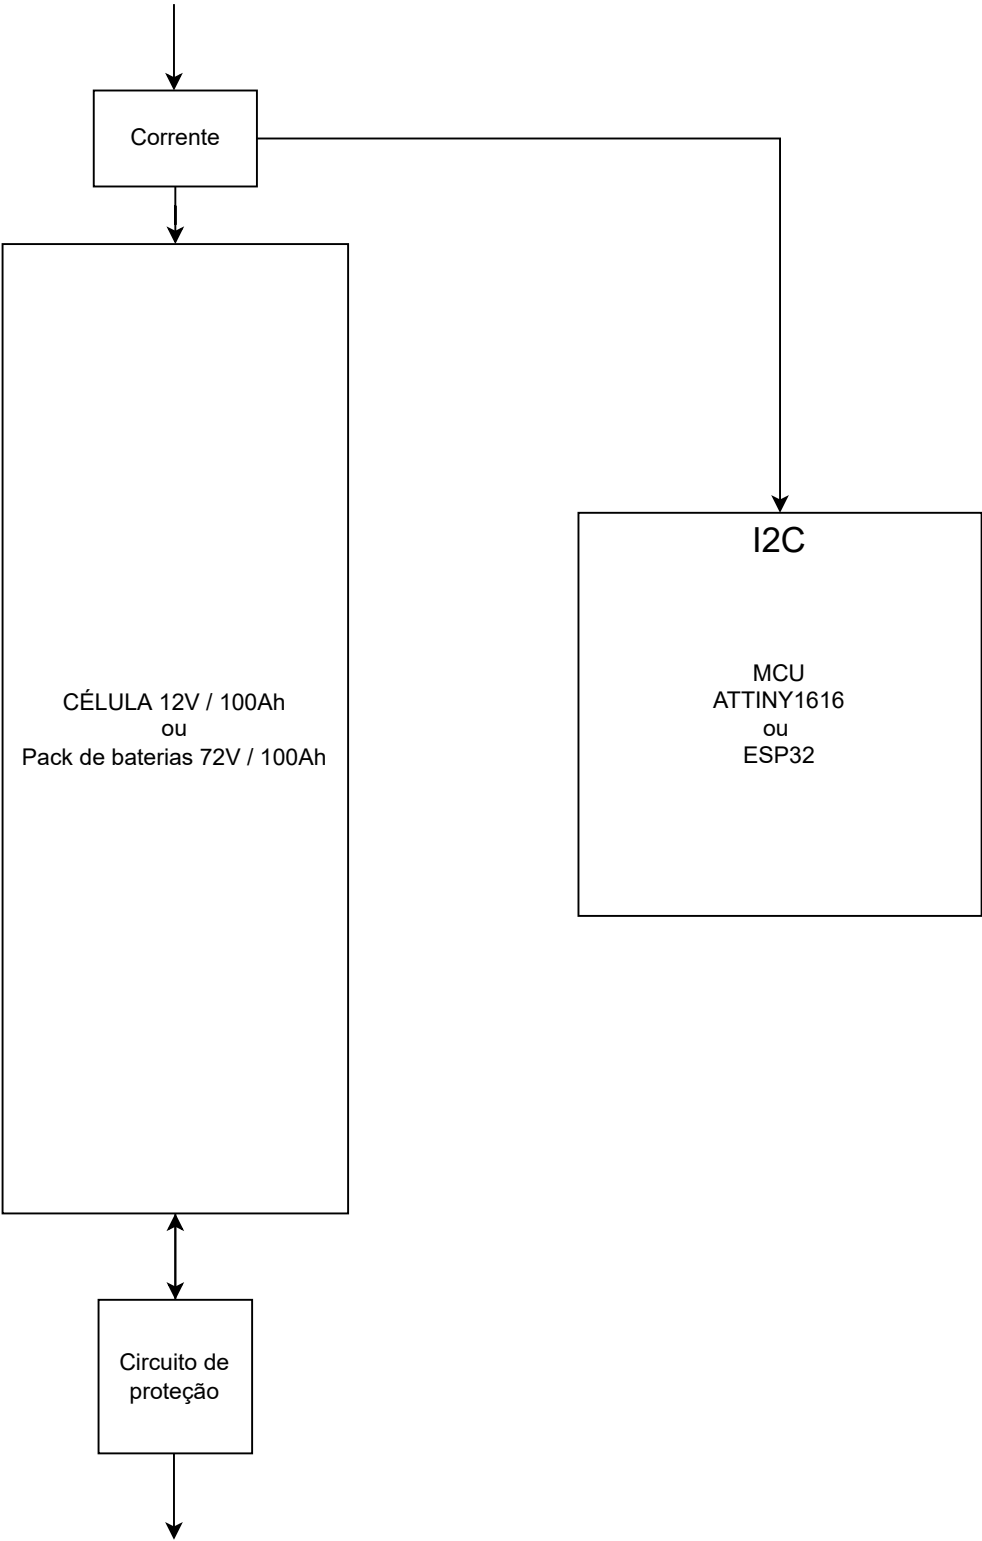 Corrente
I2C
CÉLULA 12V / 100Ah
ou
Pack de baterias 72V / 100Ah
MCU
ATTINY1616
ou
ESP32
Circuito de
proteção